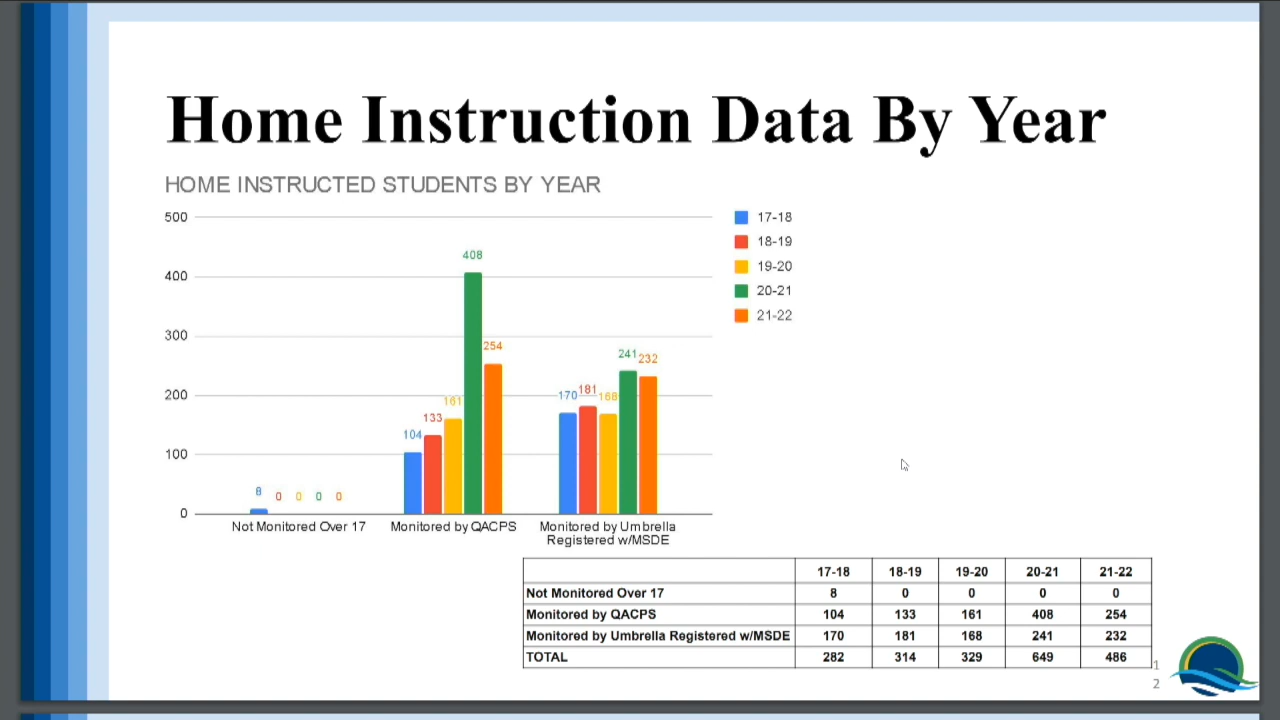 Home Instruction Data By Year
HOME INSTRUCTED STUDENTS BY YEAR
500
400
300
200
100
0
17-18
18-19
19-20
20-21
21-22
8
0
0
0
0
104
133
161
408
254
170
181
168
241
232
Not Monitored Over 17
Monitored by QACPS
Monitored by Umbrella
Registered w/MSDE
17-18 18-19 19-20 20-21 21-22
Not Monitored Over 17 8 0 0 0 0
Monitored by QACPS 104 133 161 408 254
Monitored by Umbrella Registered w/MSDE 170 181 168 241 232
TOTAL 282 314 329 649 486
1
2